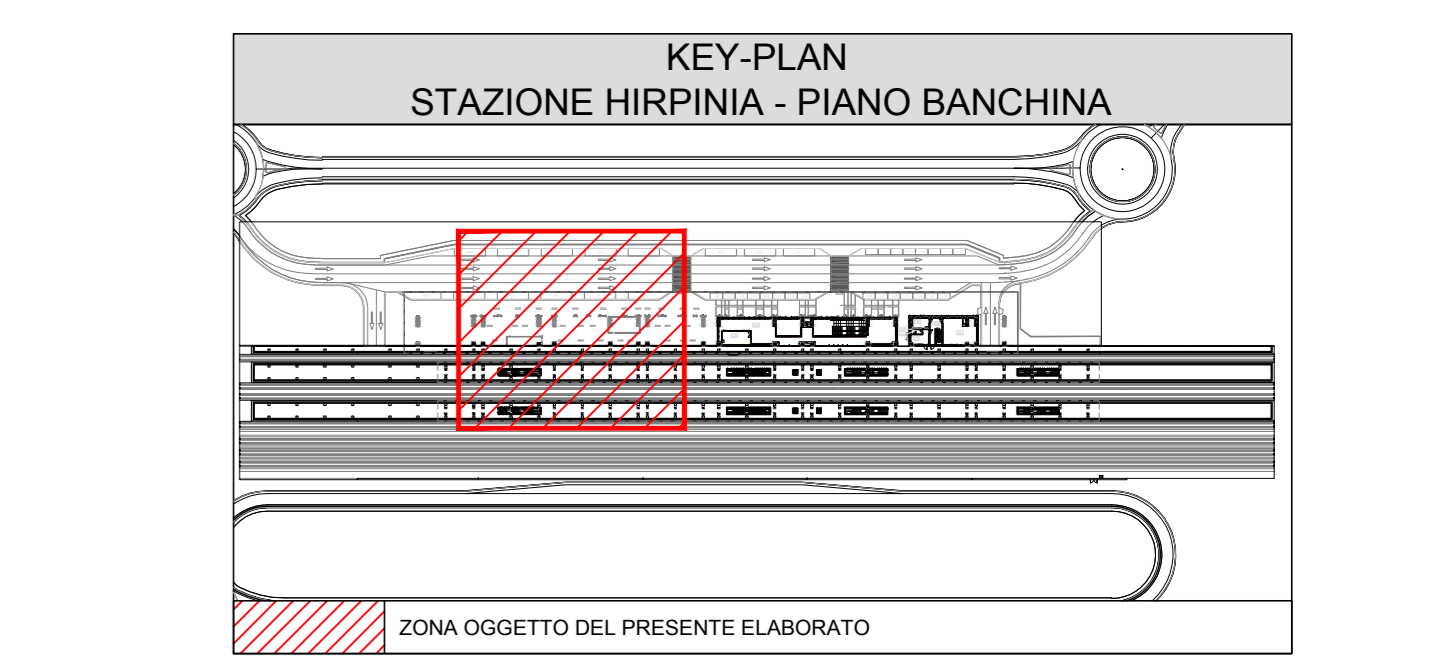 KEY-PLAN
STAZIONE HIRPINIA - PIANO BANCHINA
ZONA OGGETTO DEL PRESENTE ELABORATO